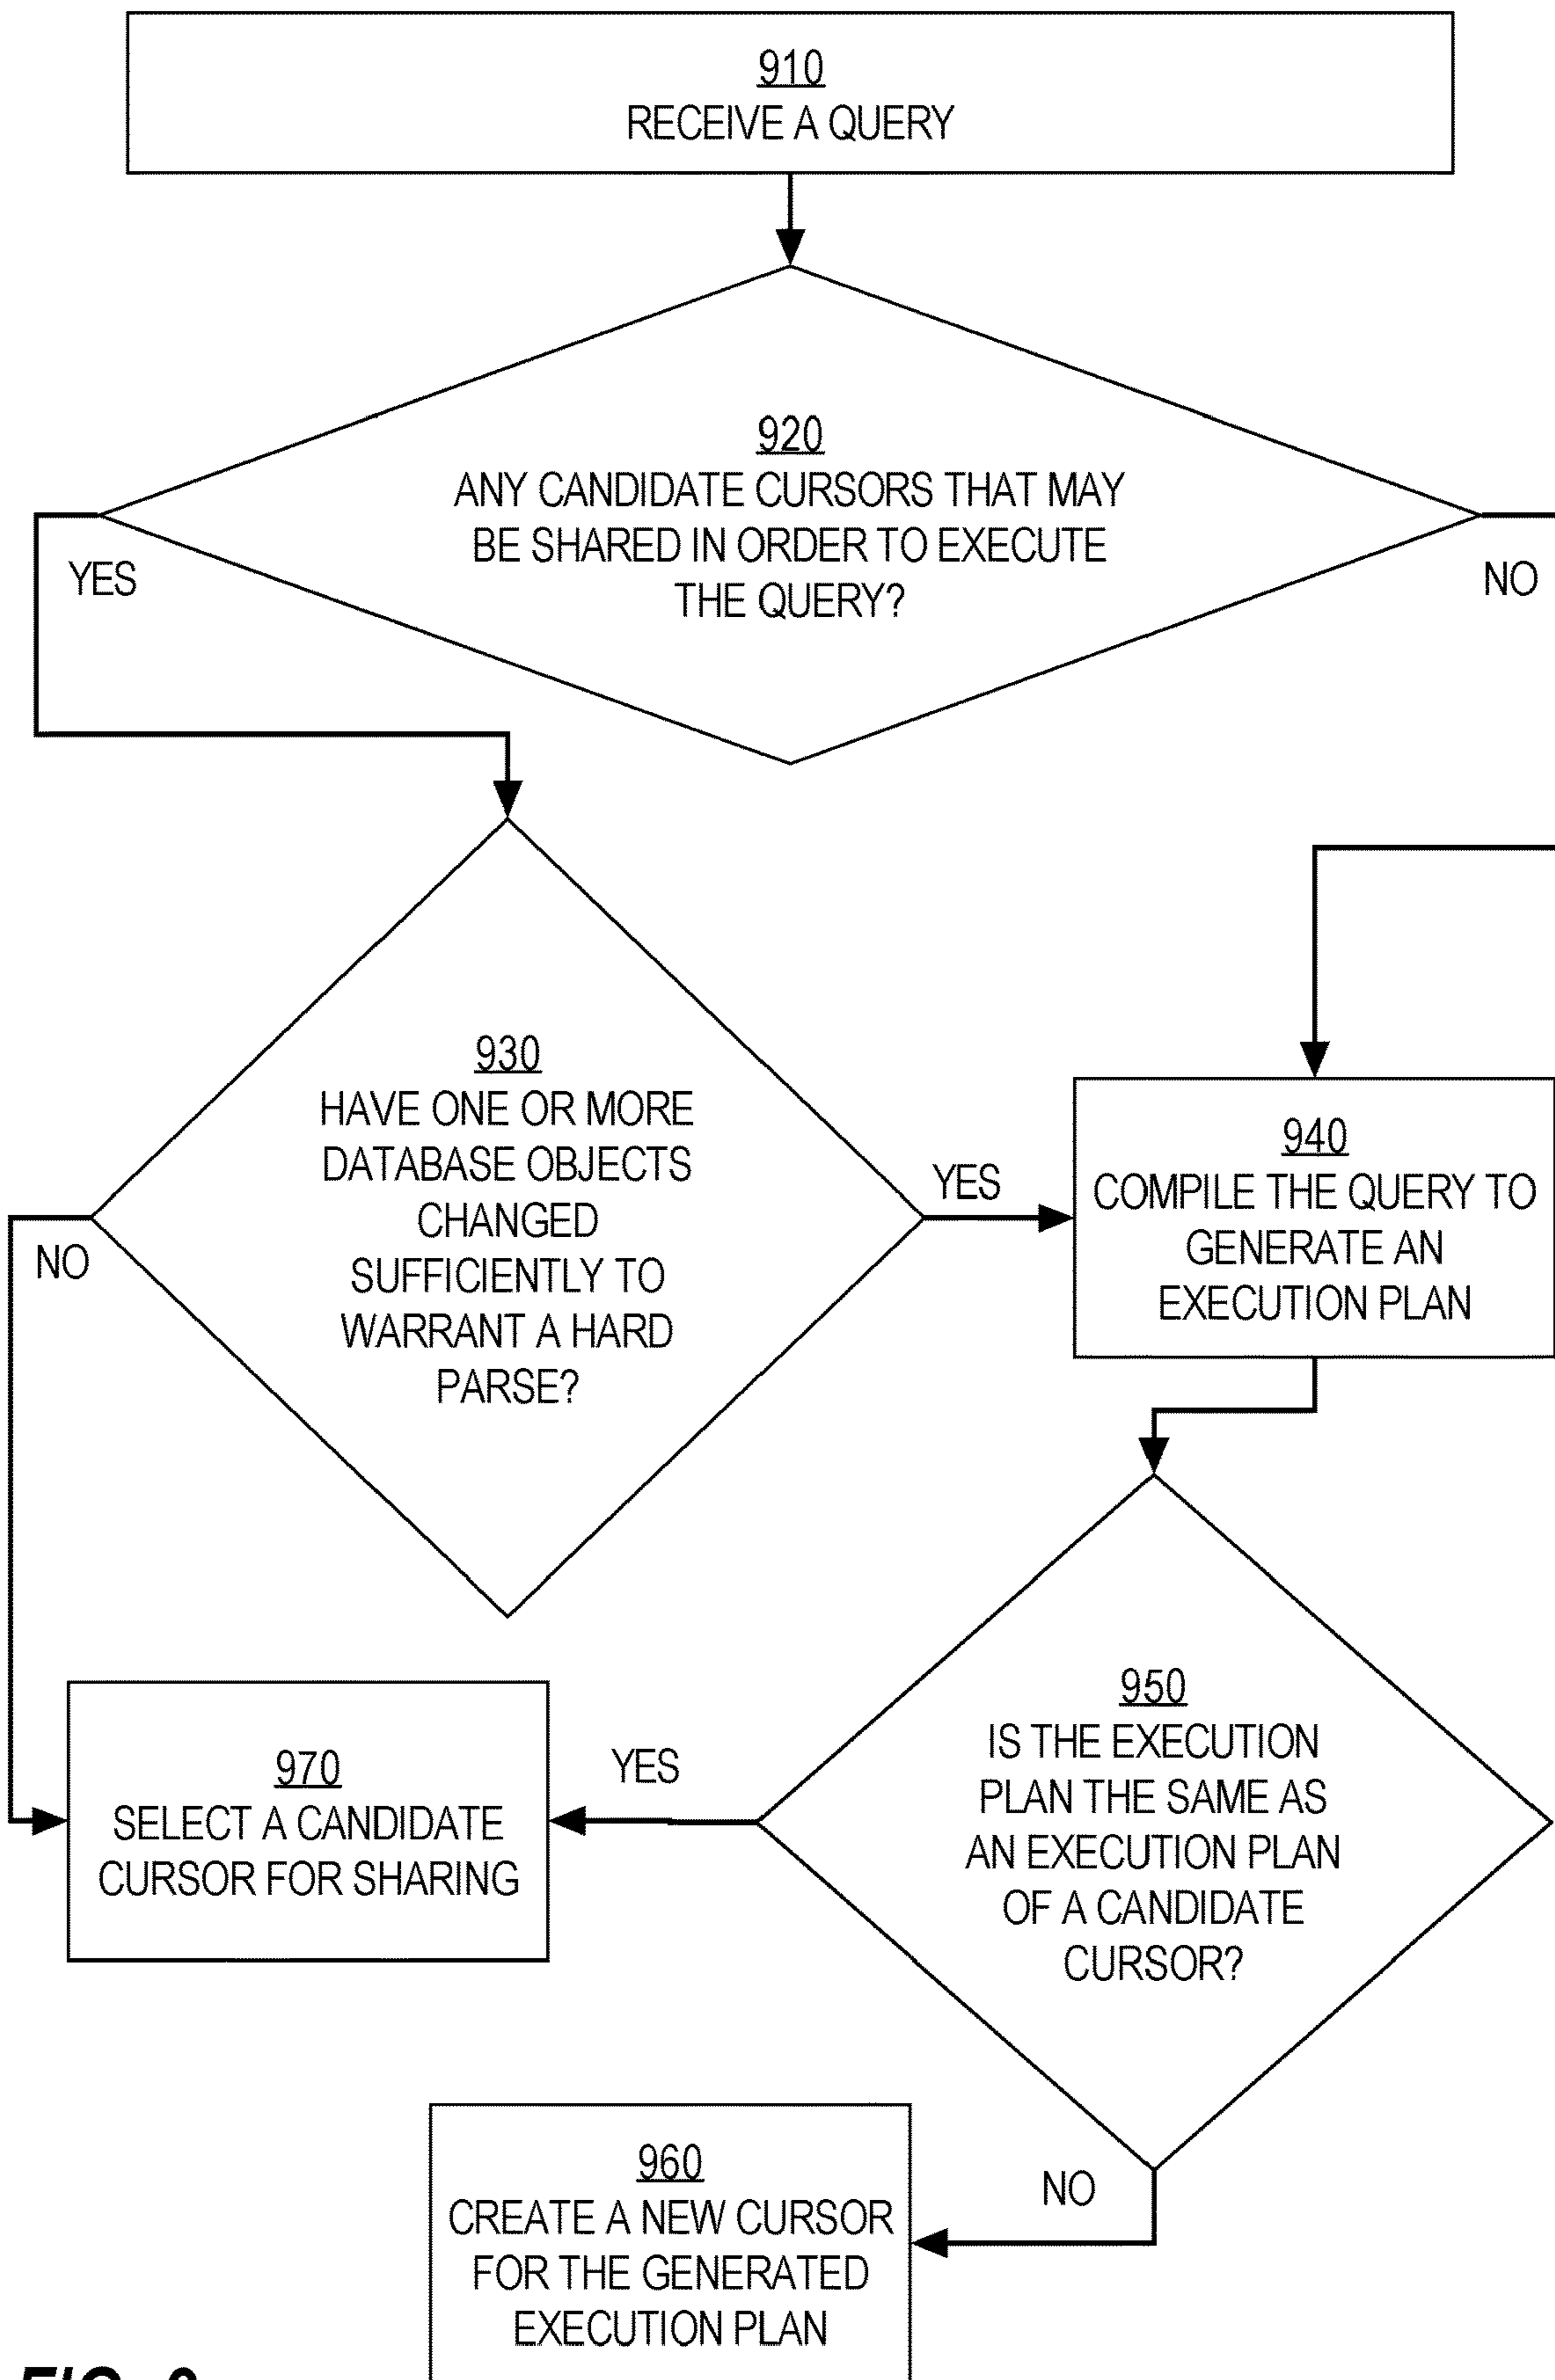 910
RECEIVE A QUERY
920
ANY CANDIDATE CURSORS THAT MAY
BE SHARED IN ORDER TO EXECUTE
THE QUERY?
YES
NO
930
HAVE ONE OR MORE
DATABASE OBJECTS
CHANGED
SUFFICIENTLY TO
WARRANT A HARD
PARSE?
YES
NO
940
COMPILE THE QUERY TO
GENERATE AN
EXECUTION PLAN
950
IS THE EXECUTION
PLAN THE SAME AS
AN EXECUTION PLAN
OF A CANDIDATE
CURSOR?
YES
970
SELECT A CANDIDATE
CURSOR FOR SHARING
NO
960
CREATE A NEW CURSOR
FOR THE GENERATED
EXECUTION PLAN
FIG.